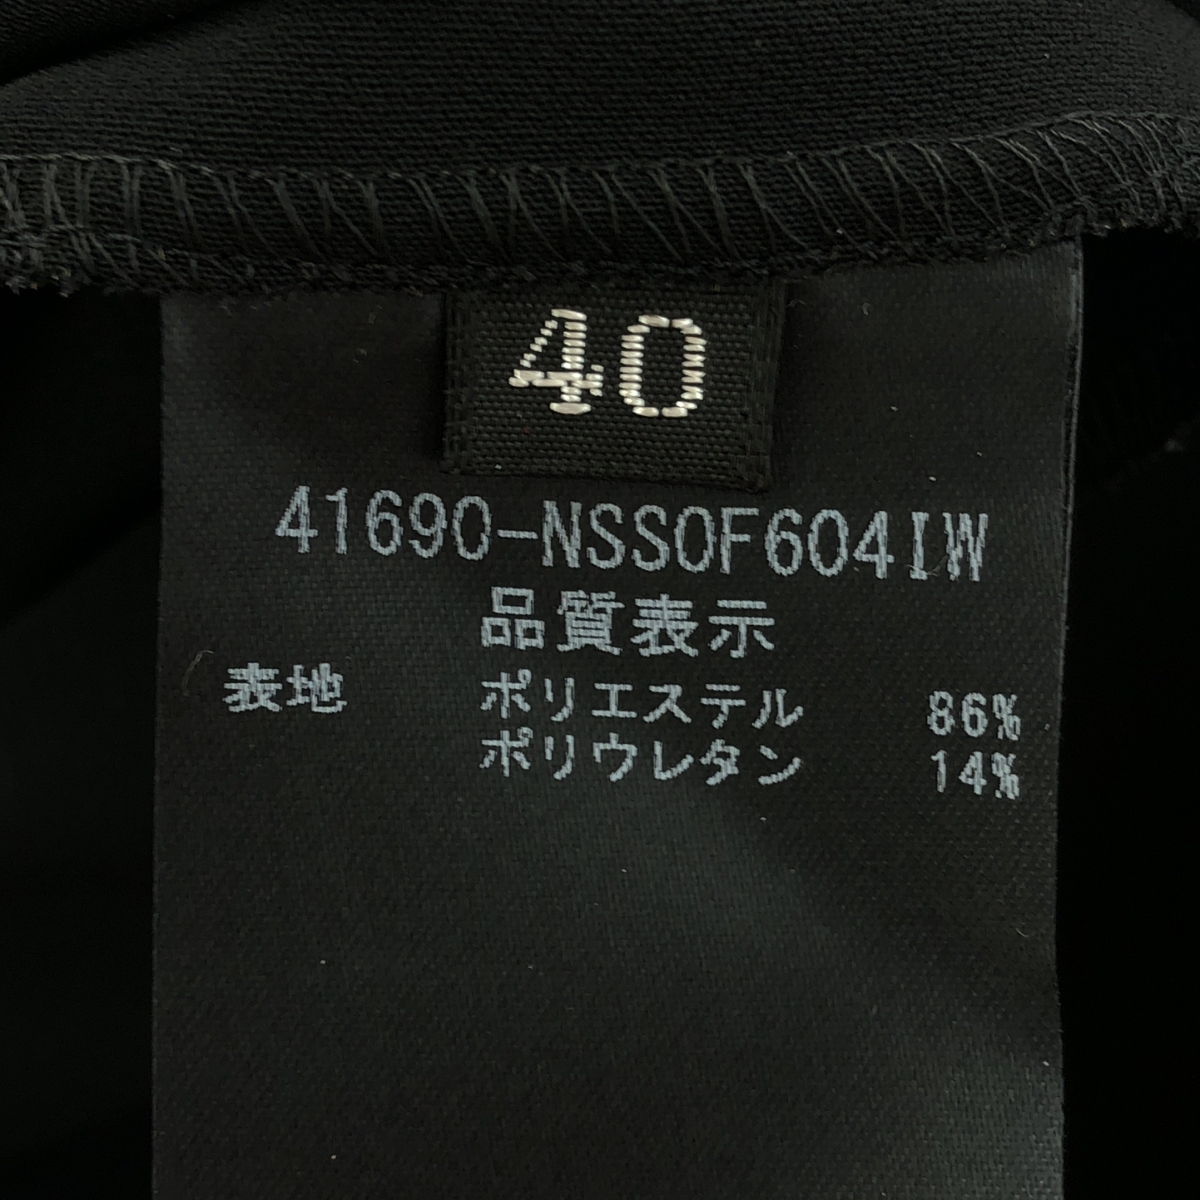 40
41690-NSSOF604IW
品質表示
表地 ポリエステル 86%
ポリウレタン 14%